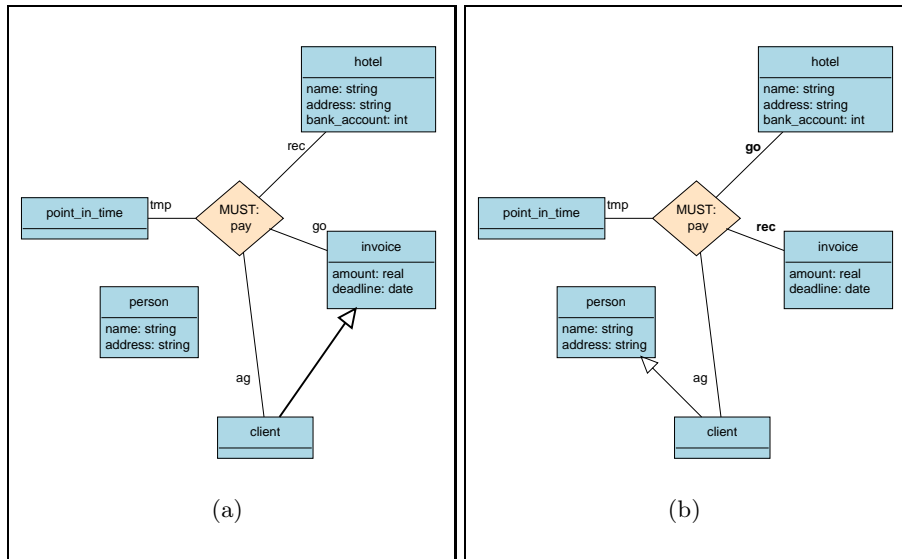 hotel
name: string
address: string
bank_account: int
rec
point_in_time
tmp
MUST:
pay
go
invoice
amount: real
deadline: date
person
name: string
address: string
ag
client
(a)
hotel
name: string
address: string
bank_account: int
go
point_in_time
tmp
MUST:
pay
rec
invoice
amount: real
deadline: date
person
name: string
address: string
ag
client
(b)